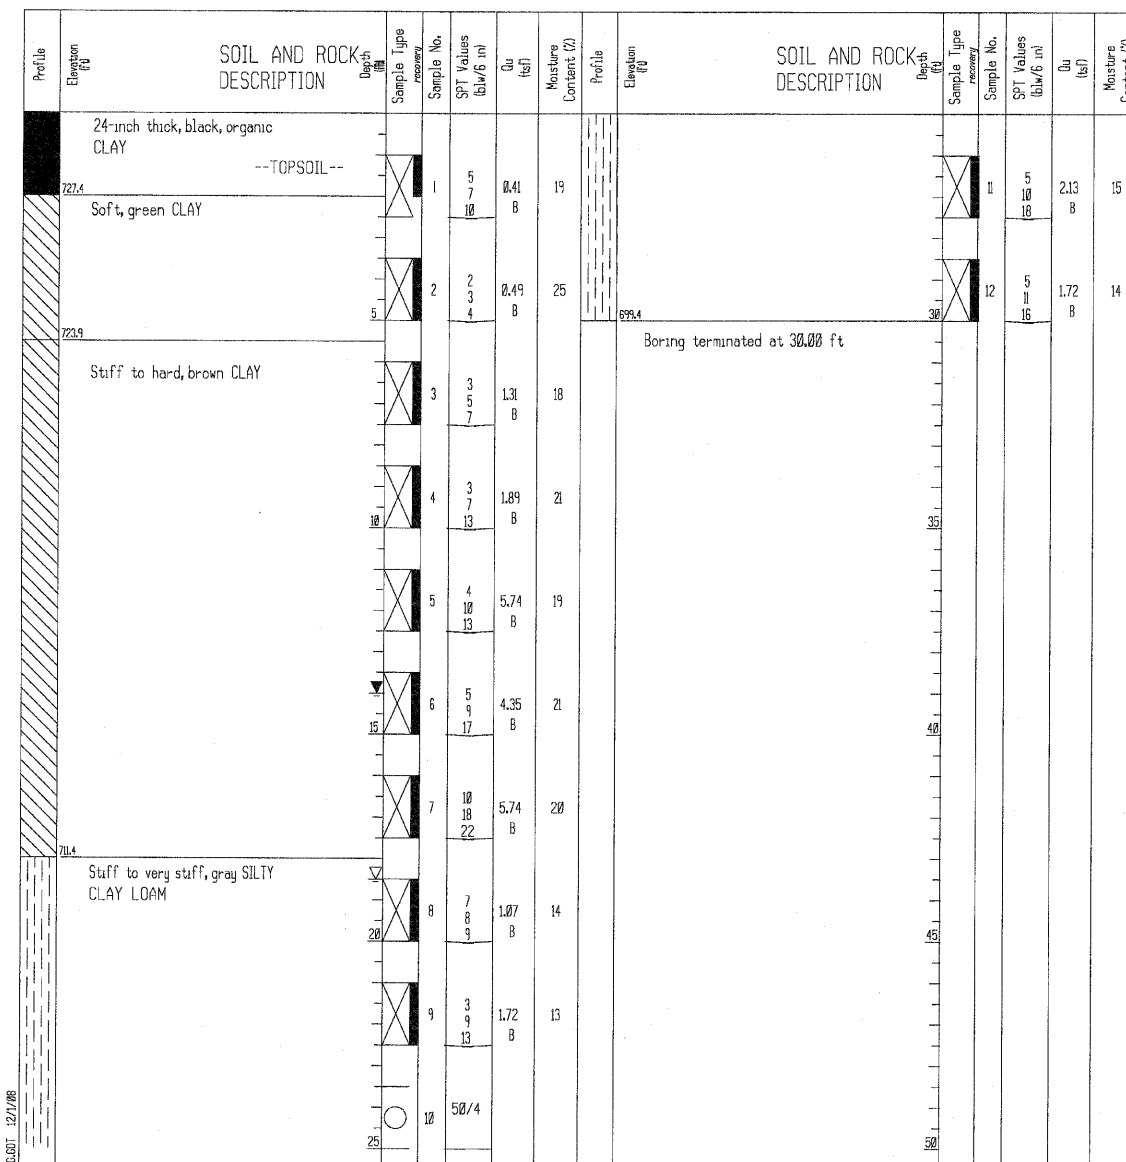 Profile
Elevation
(ft)
SOIL AND ROCK
DESCRIPTION
Depth
(ft)
Sample Type
recovery
Sample No.
SPT Values
(blw/6 in)
Qu
(tsf)
Moisture
Content (%)
Profile
Elevation
(ft)
SOIL AND ROCK
DESCRIPTION
Depth
(ft)
Sample Type
recovery
Sample No.
SPT Values
(blw/6 in)
Qu
(tsf)
Moisture
24-inch thick, black, organic
CLAY
--TOPSOIL--
727.4
1
5
7
10
0.41
B
19
Soft, green CLAY
2
2
3
4
0.49
B
25
5
723.9
Stiff to hard, brown CLAY
3
3
5
7
1.31
B
18
4
3
7
13
1.89
B
21
10
5
4
10
13
5.74
B
19
6
5
9
17
4.35
B
21
15
7
10
18
22
5.74
B
20
711.4
Stiff to very stiff, gray SILTY
CLAY LOAM
8
7
8
9
1.07
B
14
20
9
3
9
13
1.72
B
13
10
50/4
25
11
5
10
18
2.13
B
15
12
5
11
16
1.72
B
14
699.4
30
Boring terminated at 30.00 ft
35
40
45
50
G.GDT 12/1/08